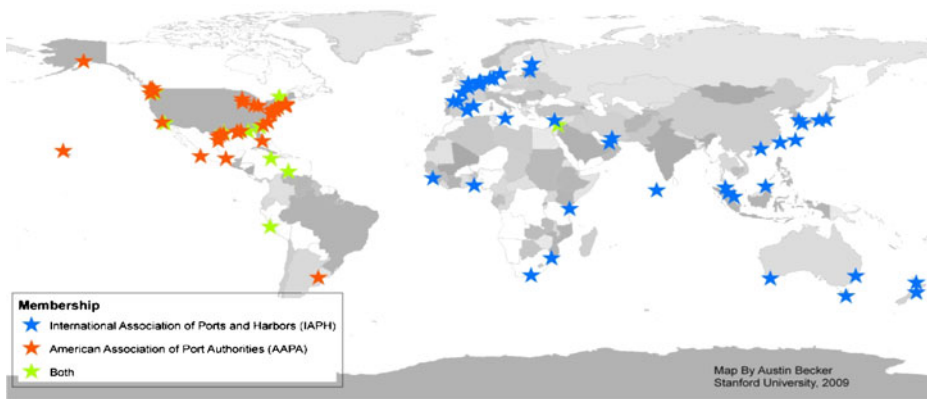 Membership
International Association of Ports and Harbors (IAPH)
American Association of Port Authorities (AAPA)
Both
Map By Austin Becker
Stanford University, 2009